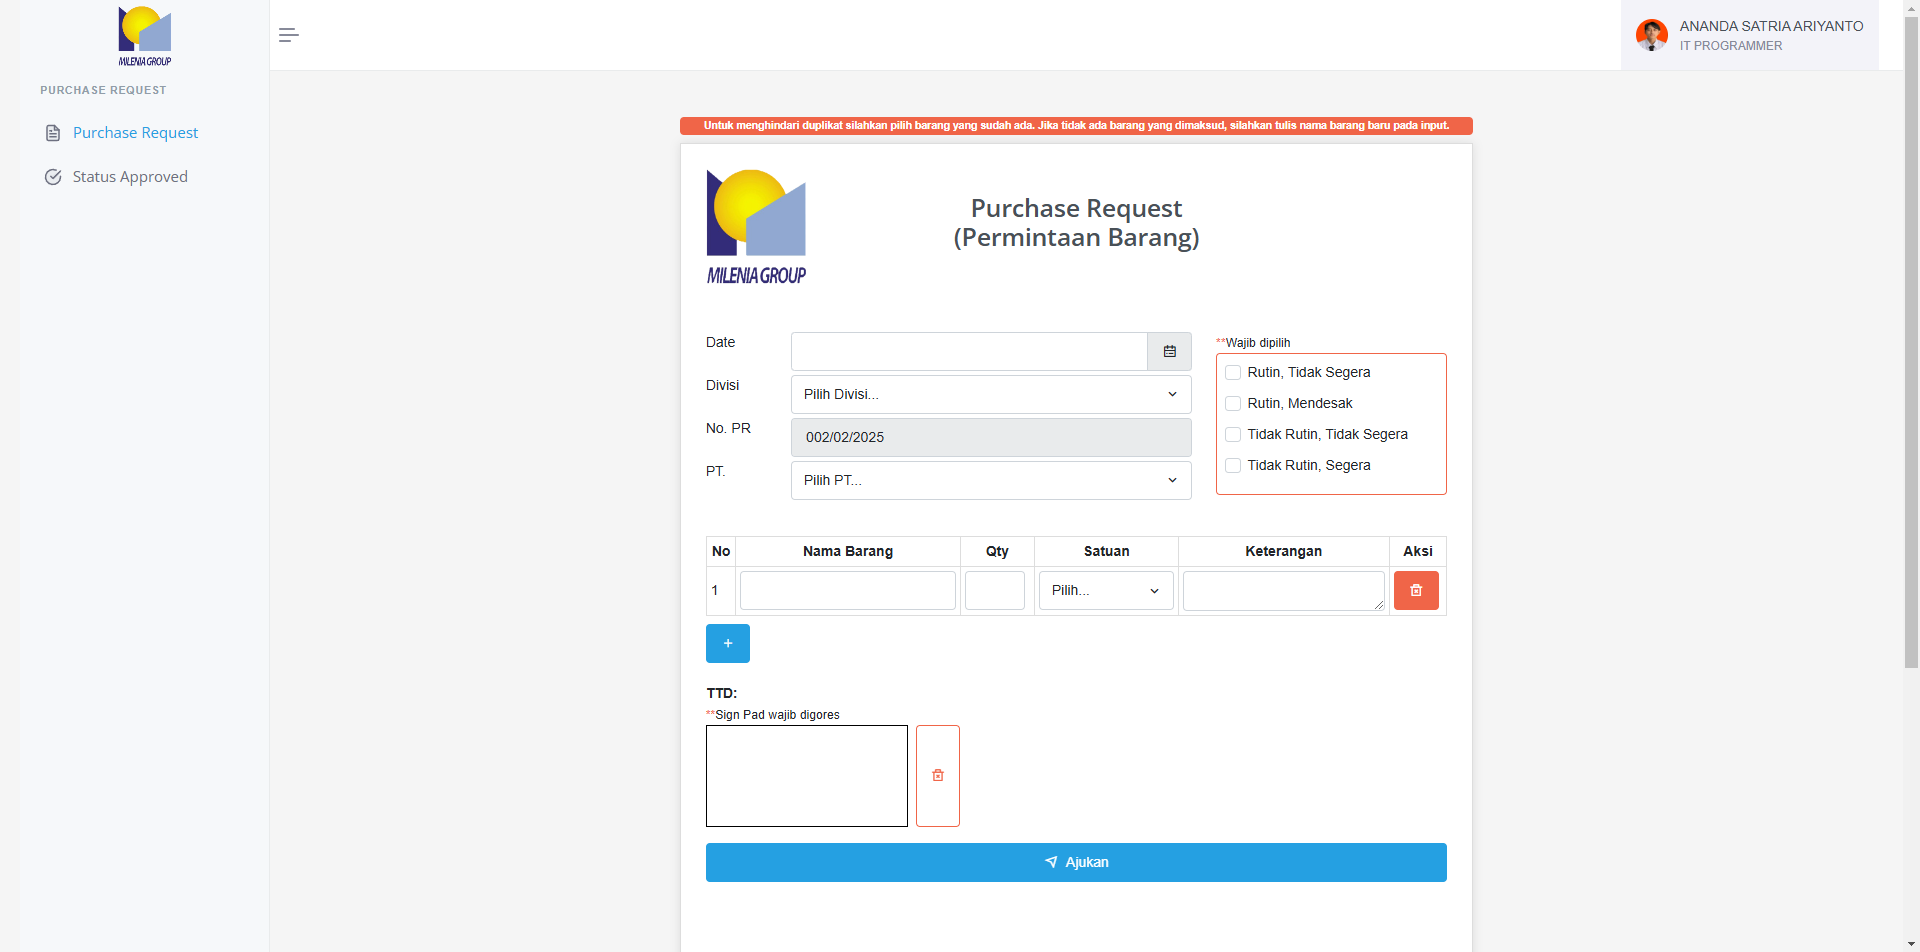 MILENIA GROUP
ANANDA SATRIA ARIYANTO
IT PROGRAMMER
PURCHASE REQUEST
Purchase Request
Status Approved
Untuk menghindari duplikat silahkan pilih barang yang sudah ada. Jika tidak ada barang yang dimaksud, silahkan tulis nama barang baru pada input.
MILENIA GROUP
Purchase Request
(Permintaan Barang)
Date
Divisi
Pilih Divisi...
No. PR
002/02/2025
PT.
Pilih PT...
**Wajib dipilih
Rutin, Tidak Segera
Rutin, Mendesak
Tidak Rutin, Tidak Segera
Tidak Rutin, Segera
No Nama Barang Qty Satuan Keterangan Aksi
1 Pilih...
+
TTD:
**Sign Pad wajib digores
Ajukan